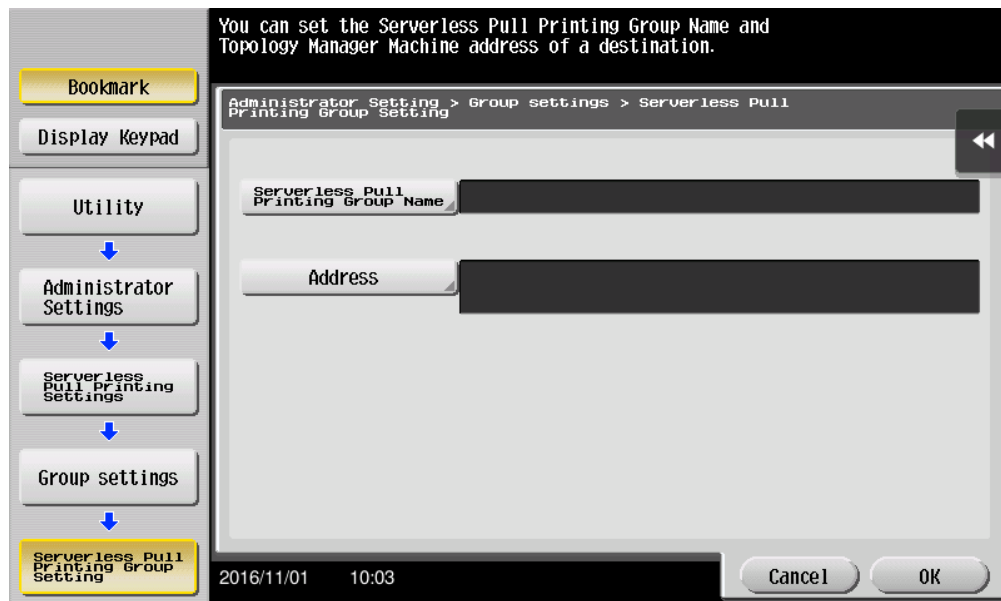 You can set the Serverless Pull Printing Group Name and
Topology Manager Machine address of a destination.
Bookmark
Display Keypad
Administrator Setting > Group settings > Serverless Pull
Printing Group Setting
Utility
Administrator
Settings
Serverless
Pull Printing
Settings
Group settings
Serverless Pull
Printing Group
Setting
Serverless Pull
Printing Group Name
Address
2016/11/01 10:03
Cancel
OK